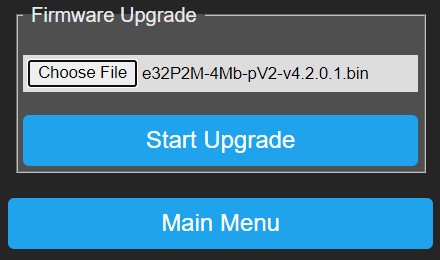 Firmware Upgrade
Choose File e32P2M-4Mb-pV2-v4.2.0.1.bin
Start Upgrade
Main Menu